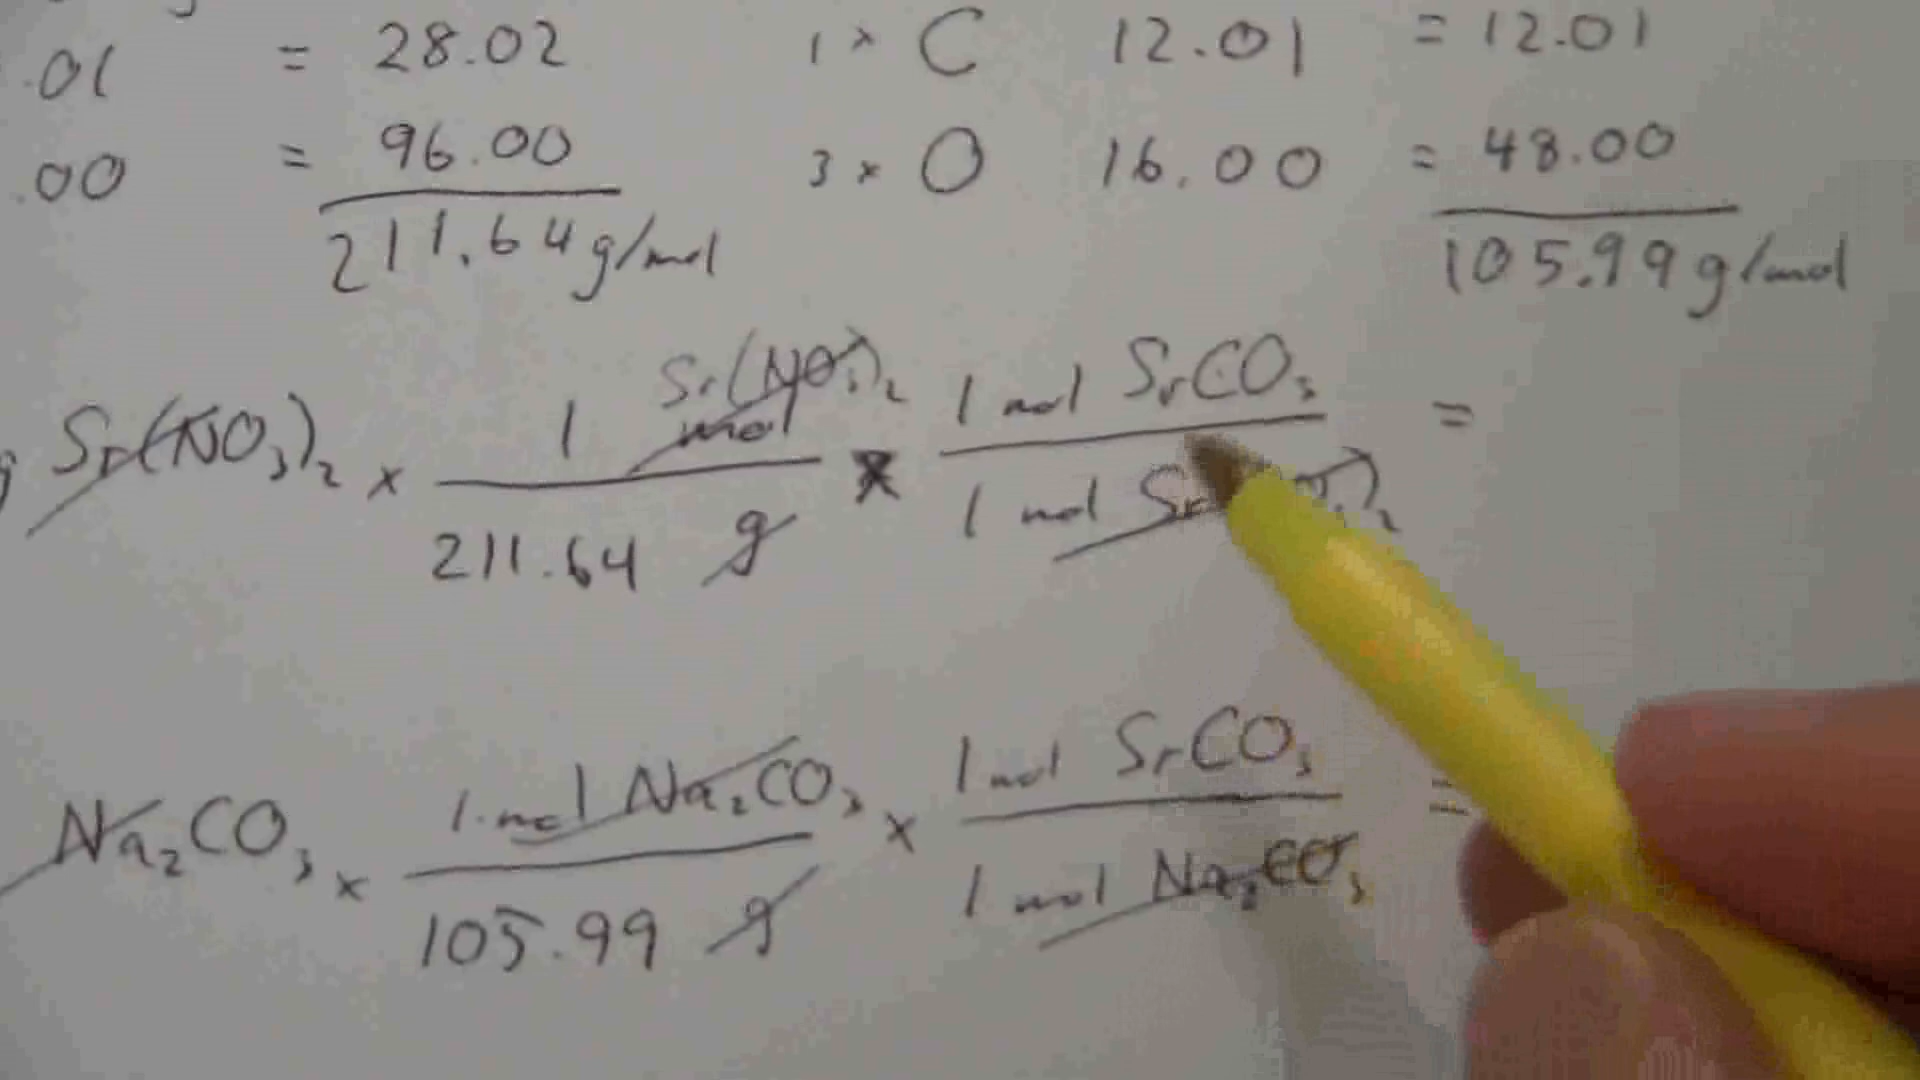 .01 = 28.02 1 × C 12.01 = 12.01
.00 = 96.00 3 × O 16.00 = 48.00
211.64 g/mol 105.99 g/mol
Sr(NO₃)₂ × 1 mol Sr(NO₃)₂ × 1 mol SrCO₃ =
211.64 g 1 mol Sr
Na₂CO₃ × 1 mol Na₂CO₃ × 1 mol SrCO₃ =
105.99 g 1 mol Na₂CO₃